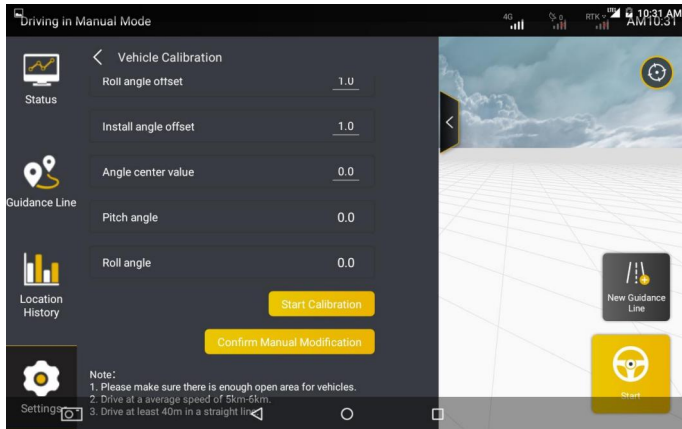 Driving in Manual Mode
4G
0
RTK
10:31 AM
AM10:31
Status
Guidance Line
Location
History
Settings
Vehicle Calibration
Roll angle offset 1.0
Install angle offset 1.0
Angle center value 0.0
Pitch angle 0.0
Roll angle 0.0
Start Calibration
Confirm Manual Modification
Note:
1. Please make sure there is enough open area for vehicles.
2. Drive at a average speed of 5km-6km.
3. Drive at least 40m in a straight line
New Guidance
Line
Start